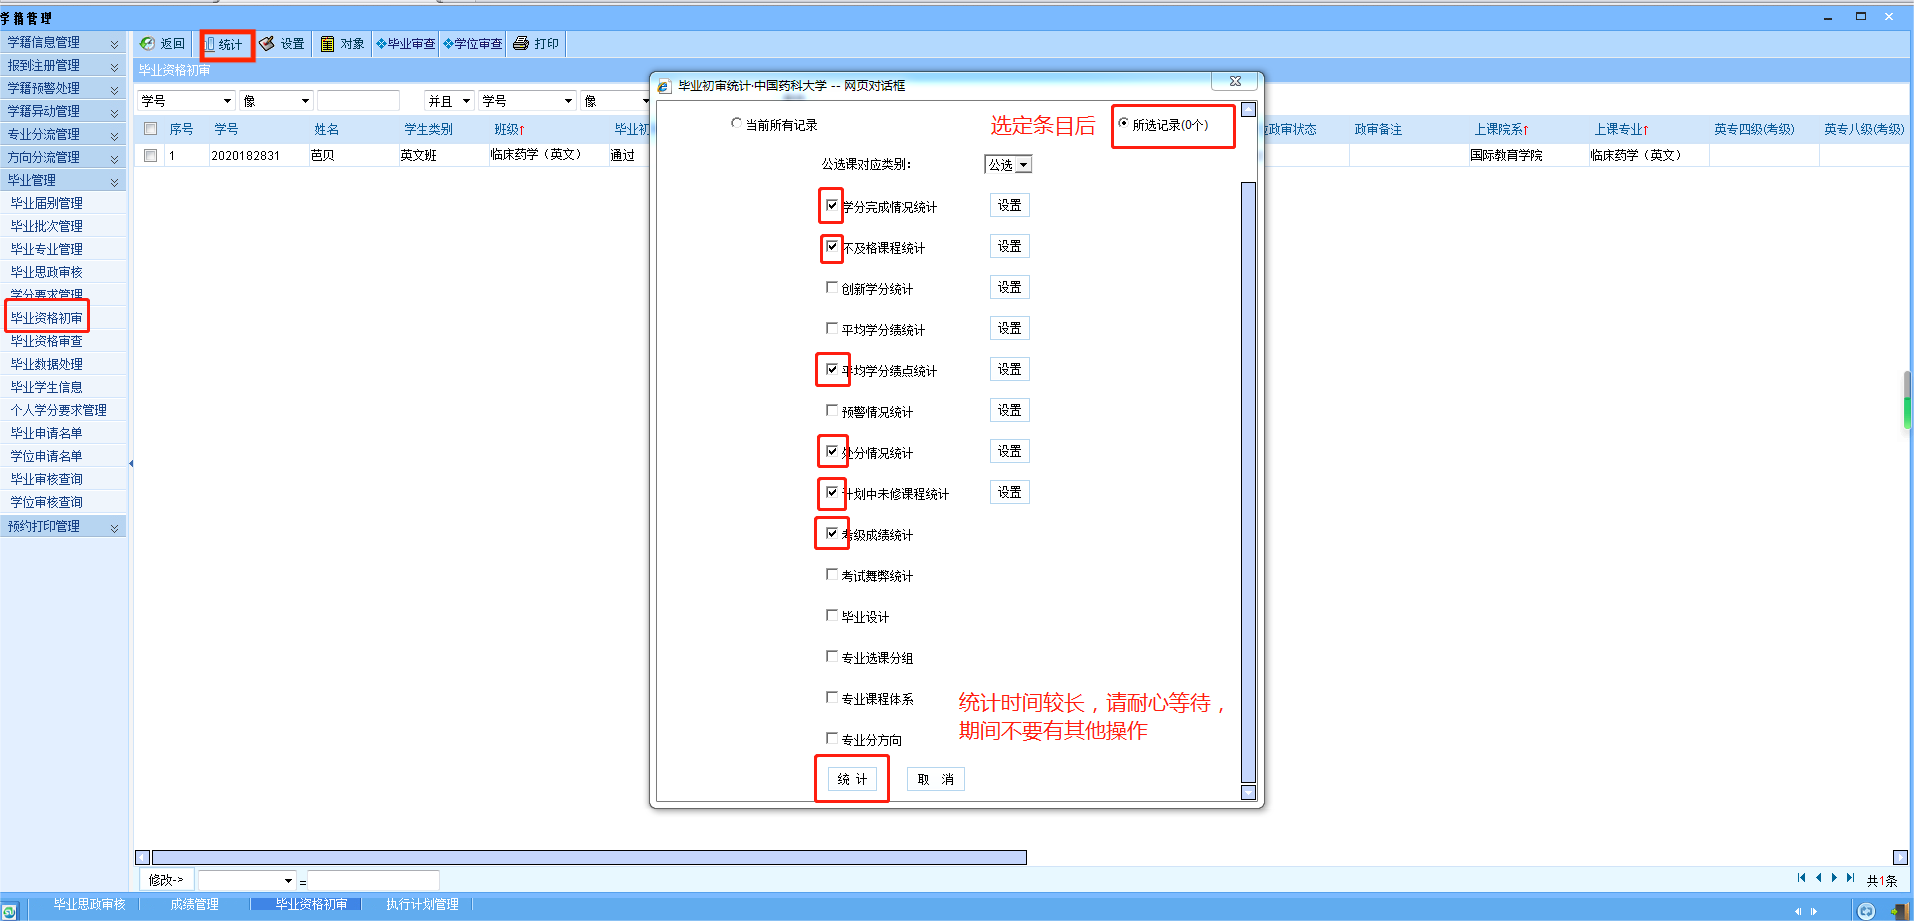 学籍管理
返回
统计
设置
对象
毕业审查
学位审查
打印
学籍信息管理
报到注册管理
学籍预警处理
学籍异动管理
专业分流管理
方向分流管理
毕业管理
毕业届别管理
毕业批次管理
毕业专业管理
毕业思政审核
学分要求管理
毕业资格初审
毕业资格审查
毕业数据处理
毕业学生信息
个人学分要求管理
毕业申请名单
学位申请名单
毕业审核查询
学位审核查询
预约打印管理
毕业资格初审
学号 像 并且 学号 像
序号 学号 姓名 学生类别 班级↑ 毕业初
政审状态 政审备注 上课院系↑ 上课专业↑ 英专四级(考级) 英专八级(考级)
1 2020182831 芭贝 英文班 临床药学（英文） 通过
国际教育学院 临床药学（英文）
毕业初审统计·中国药科大学 -- 网页对话框
当前所有记录 选定条目后 所选记录(0个)
公选课对应类别： 公选
学分完成情况统计 设置
不及格课程统计 设置
创新学分统计 设置
平均学分绩统计 设置
平均学分绩点统计 设置
预警情况统计 设置
处分情况统计 设置
计划中未修课程统计 设置
考级成绩统计
考试舞弊统计
毕业设计
专业选课分组
专业课程体系
专业分方向
统计时间较长，请耐心等待，
期间不要有其他操作
统 计 取 消
修改-> =
共1条
毕业思政审核 成绩管理 毕业资格初审 执行计划管理